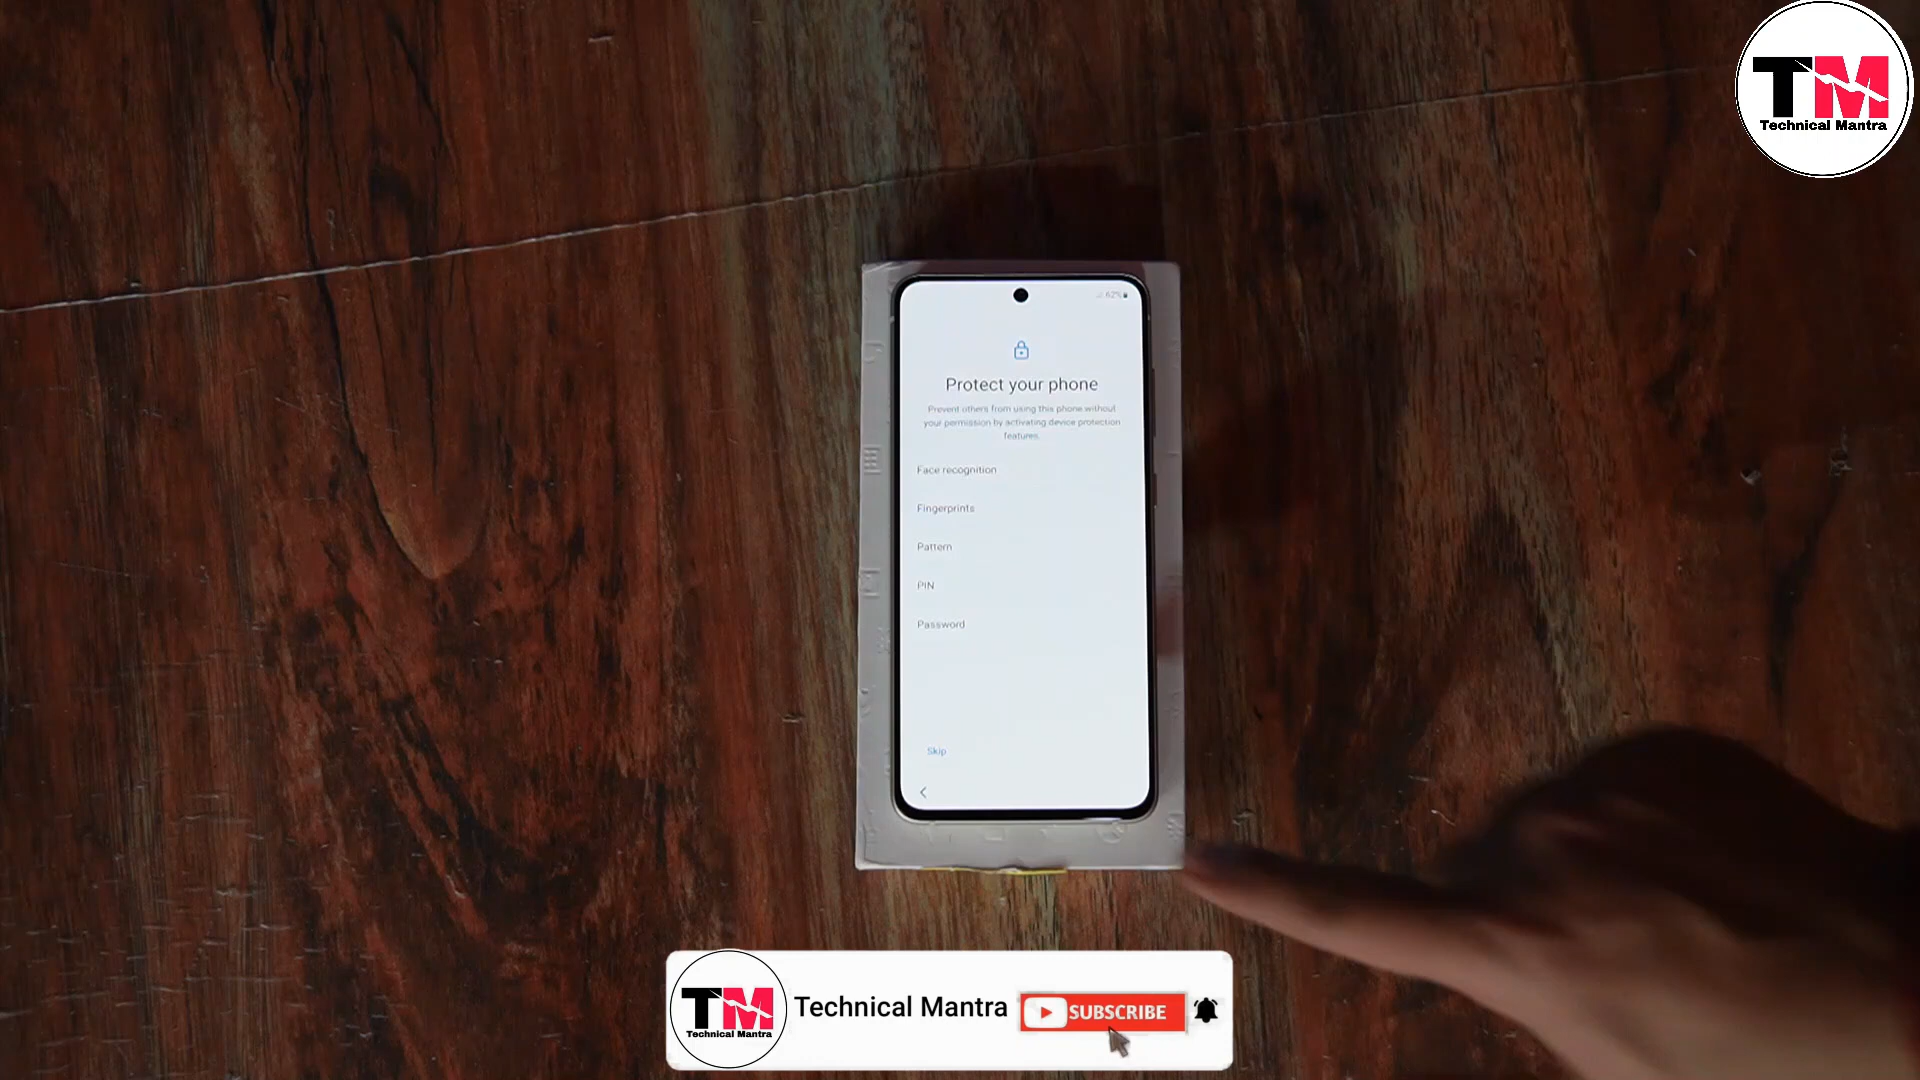 TM
Technical Mantra
62%
Protect your phone
Prevent others from using this phone without
your permission by activating device protection
features.
Face recognition
Fingerprints
Pattern
PIN
Password
Skip
TM
Technical Mantra
Technical Mantra
SUBSCRIBE